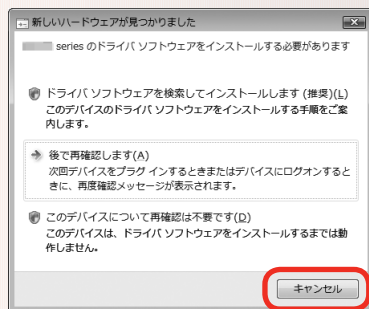 新しいハードウェアが見つかりました
series のドライバ ソフトウェアをインストールする必要があります
ドライバ ソフトウェアを検索してインストールします (推奨)(L)
このデバイスのドライバ ソフトウェアをインストールする手順をご案
内します。
後で再確認します(A)
次回デバイスをプラグ インするときまたはデバイスにログオンすると
きに、再度確認メッセージが表示されます。
このデバイスについて再確認は不要です(D)
このデバイスは、ドライバ ソフトウェアをインストールするまでは動
作しません。
キャンセル